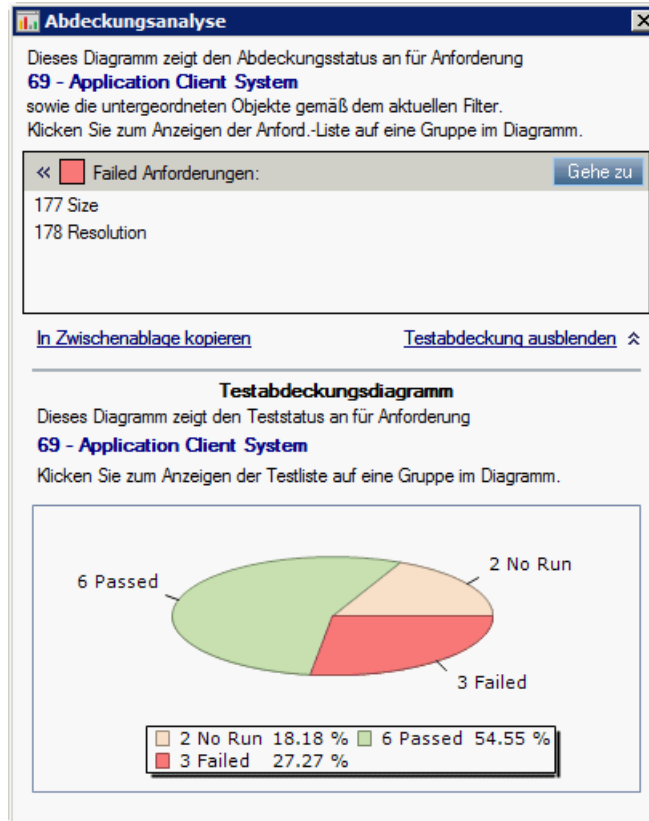 Abdeckungsanalyse
Dieses Diagramm zeigt den Abdeckungsstatus an für Anforderung
69 - Application Client System
sowie die untergeordneten Objekte gemäß dem aktuellen Filter.
Klicken Sie zum Anzeigen der Anford.-Liste auf eine Gruppe im Diagramm.
« Failed Anforderungen: Gehe zu
177 Size
178 Resolution
In Zwischenablage kopieren Testabdeckung ausblenden
Testabdeckungsdiagramm
Dieses Diagramm zeigt den Teststatus an für Anforderung
69 - Application Client System
Klicken Sie zum Anzeigen der Testliste auf eine Gruppe im Diagramm.
2 No Run
6 Passed
3 Failed
2 No Run 18.18 % 6 Passed 54.55 %
3 Failed 27.27 %